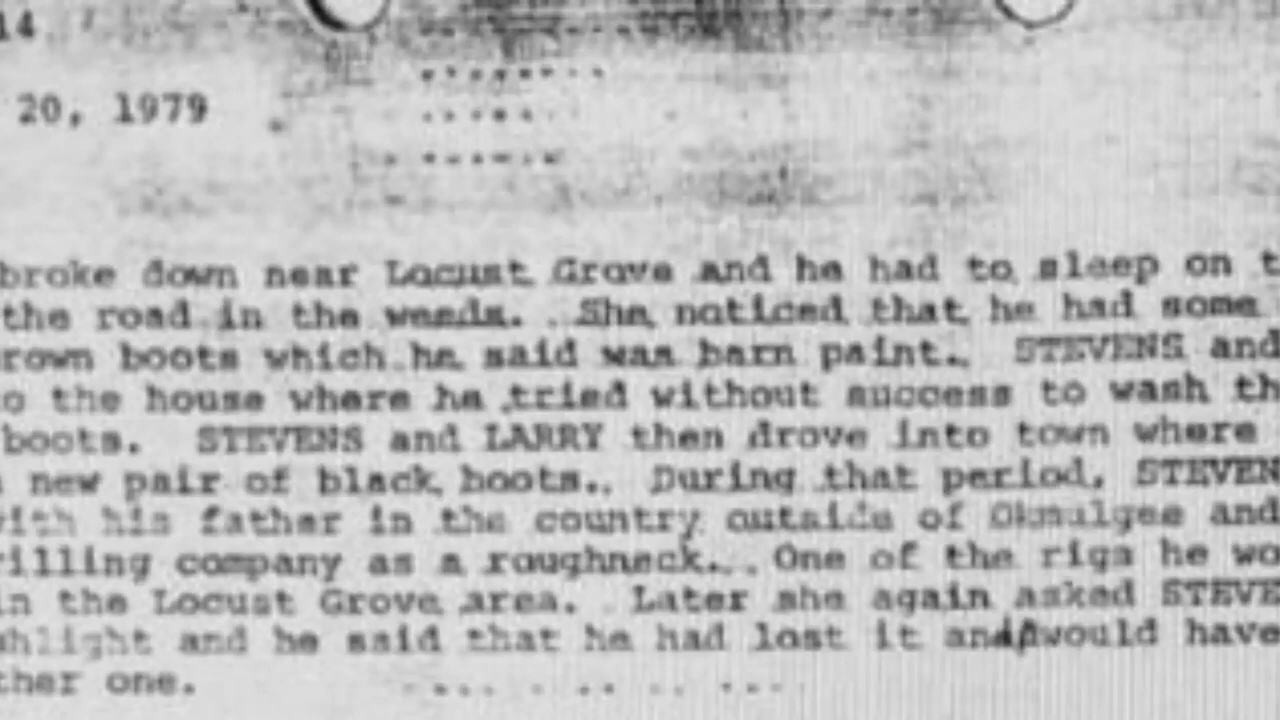 14
20, 1979
broke down near Locust Grove and he had to sleep on t
the road in the weeds. She noticed that he had some
rown boots which he said was barn paint. STEVENS and
o the house where he tried without success to wash th
boots. STEVENS and LARRY then drove into town where
new pair of black boots. During that period, STEVEN
ith his father in the country outside of Okmulgee and
rilling company as a roughneck. One of the rigs he wo
in the Locust Grove area. Later she again asked STEVE
shlight and he said that he had lost it and would have
ther one.